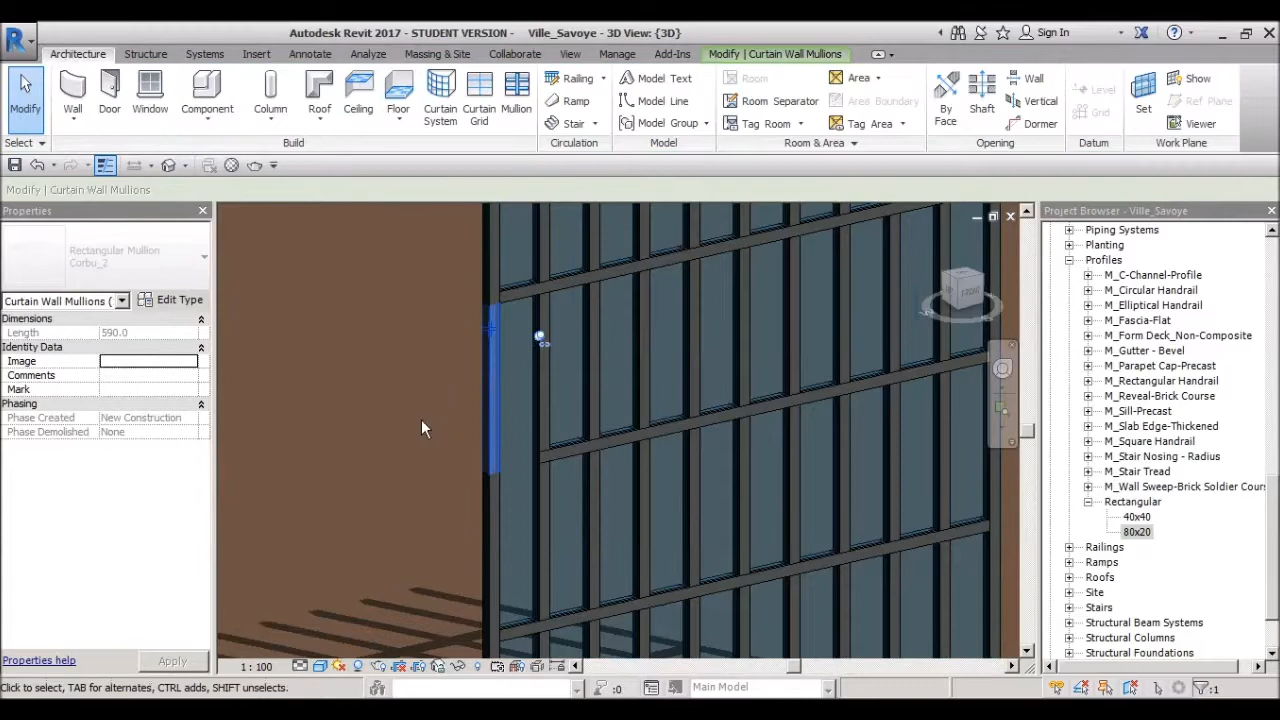 Autodesk Revit 2017 - STUDENT VERSION - Ville_Savoye - 3D View: {3D}
Sign In
Architecture Structure Systems Insert Annotate Analyze Massing & Site Collaborate View Manage Add-Ins Modify | Curtain Wall Mullions
Modify Wall Door Window Component Column Roof Ceiling Floor Curtain System Curtain Grid Mullion
Railing Model Text Room Area Wall Show Level
Ramp Model Line Room Separator Area Boundary By Face Shaft Vertical Grid Set Ref Plane
Stair Model Group Tag Room Tag Area Dormer Viewer
Select Build Circulation Model Room & Area Opening Datum Work Plane
Modify | Curtain Wall Mullions
Properties
Rectangular Mullion
Corbu_2
Curtain Wall Mullions ( Edit Type
Dimensions
Length 590.0
Identity Data
Image
Comments
Mark
Phasing
Phase Created New Construction
Phase Demolished None
Properties help Apply
FRONT
1 : 100
Project Browser - Ville_Savoye
Piping Systems
Planting
Profiles
M_C-Channel-Profile
M_Circular Handrail
M_Elliptical Handrail
M_Fascia-Flat
M_Form Deck_Non-Composite
M_Gutter - Bevel
M_Parapet Cap-Precast
M_Rectangular Handrail
M_Reveal-Brick Course
M_Sill-Precast
M_Slab Edge-Thickened
M_Square Handrail
M_Stair Nosing - Radius
M_Stair Tread
M_Wall Sweep-Brick Soldier Cour
Rectangular
40x40
80x20
Railings
Ramps
Roofs
Site
Stairs
Structural Beam Systems
Structural Columns
Structural Foundations
Click to select, TAB for alternates, CTRL adds, SHIFT unselects. :0 Main Model :1